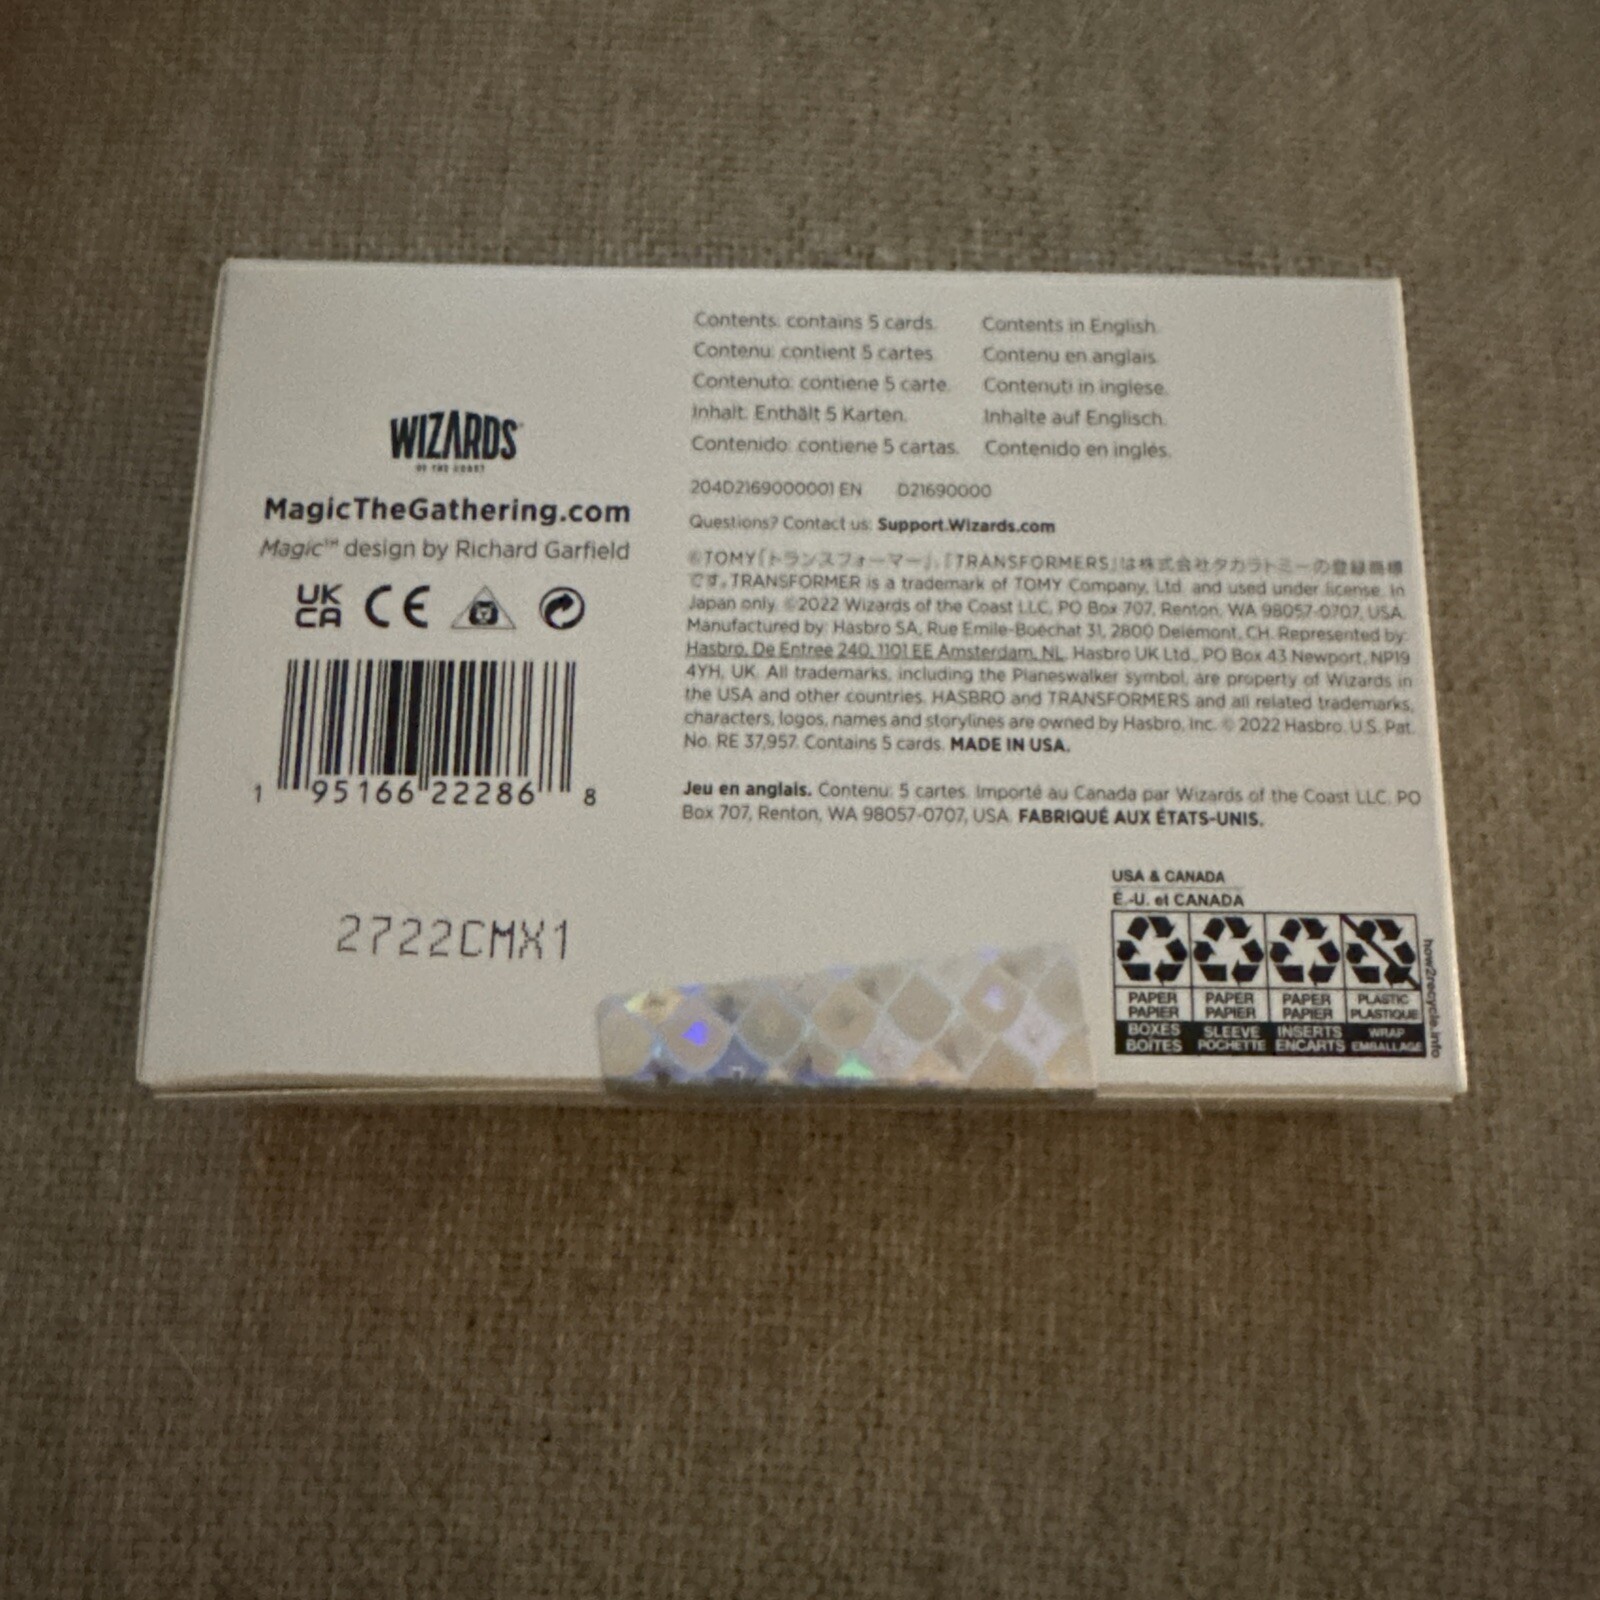 WIZARDS
OF THE COAST
MagicTheGathering.com
Magic™ design by Richard Garfield
UK
CA CE
1 95166 22286 8
2722CMX1
Contents: contains 5 cards.
Contenu: contient 5 cartes.
Contenuto: contiene 5 carte.
Inhalt: Enthält 5 Karten.
Contenido: contiene 5 cartas.
Contents in English.
Contenu en anglais.
Contenuti in inglese.
Inhalte auf Englisch.
Contenido en inglés.
204D2169000001 EN D21690000
Questions? Contact us: Support.Wizards.com
©TOMY「トランスフォーマー」、「TRANSFORMERS」は株式会社タカラトミーの登録商標
です。TRANSFORMER is a trademark of TOMY Company, Ltd. and used under license. In
Japan only. ©2022 Wizards of the Coast LLC, PO Box 707, Renton, WA 98057-0707, USA.
Manufactured by: Hasbro SA, Rue Emile-Boéchat 31, 2800 Delémont, CH. Represented by:
Hasbro, De Entree 240, 1101 EE Amsterdam, NL. Hasbro UK Ltd., PO Box 43 Newport, NP19
4YH, UK. All trademarks, including the Planeswalker symbol, are property of Wizards in
the USA and other countries. HASBRO and TRANSFORMERS and all related trademarks,
characters, logos, names and storylines are owned by Hasbro, Inc. © 2022 Hasbro. U.S. Pat.
No. RE 37,957. Contains 5 cards. MADE IN USA.
Jeu en anglais. Contenu: 5 cartes. Importé au Canada par Wizards of the Coast LLC, PO
Box 707, Renton, WA 98057-0707, USA. FABRIQUÉ AUX ÉTATS-UNIS.
USA & CANADA
É.-U. et CANADA
PAPER PAPER PAPER PLASTIC
PAPIER PAPIER PAPIER PLASTIQUE
BOXES SLEEVE INSERTS WRAP
BOÎTES POCHETTE ENCARTS EMBALLAGE
how2recycle.info